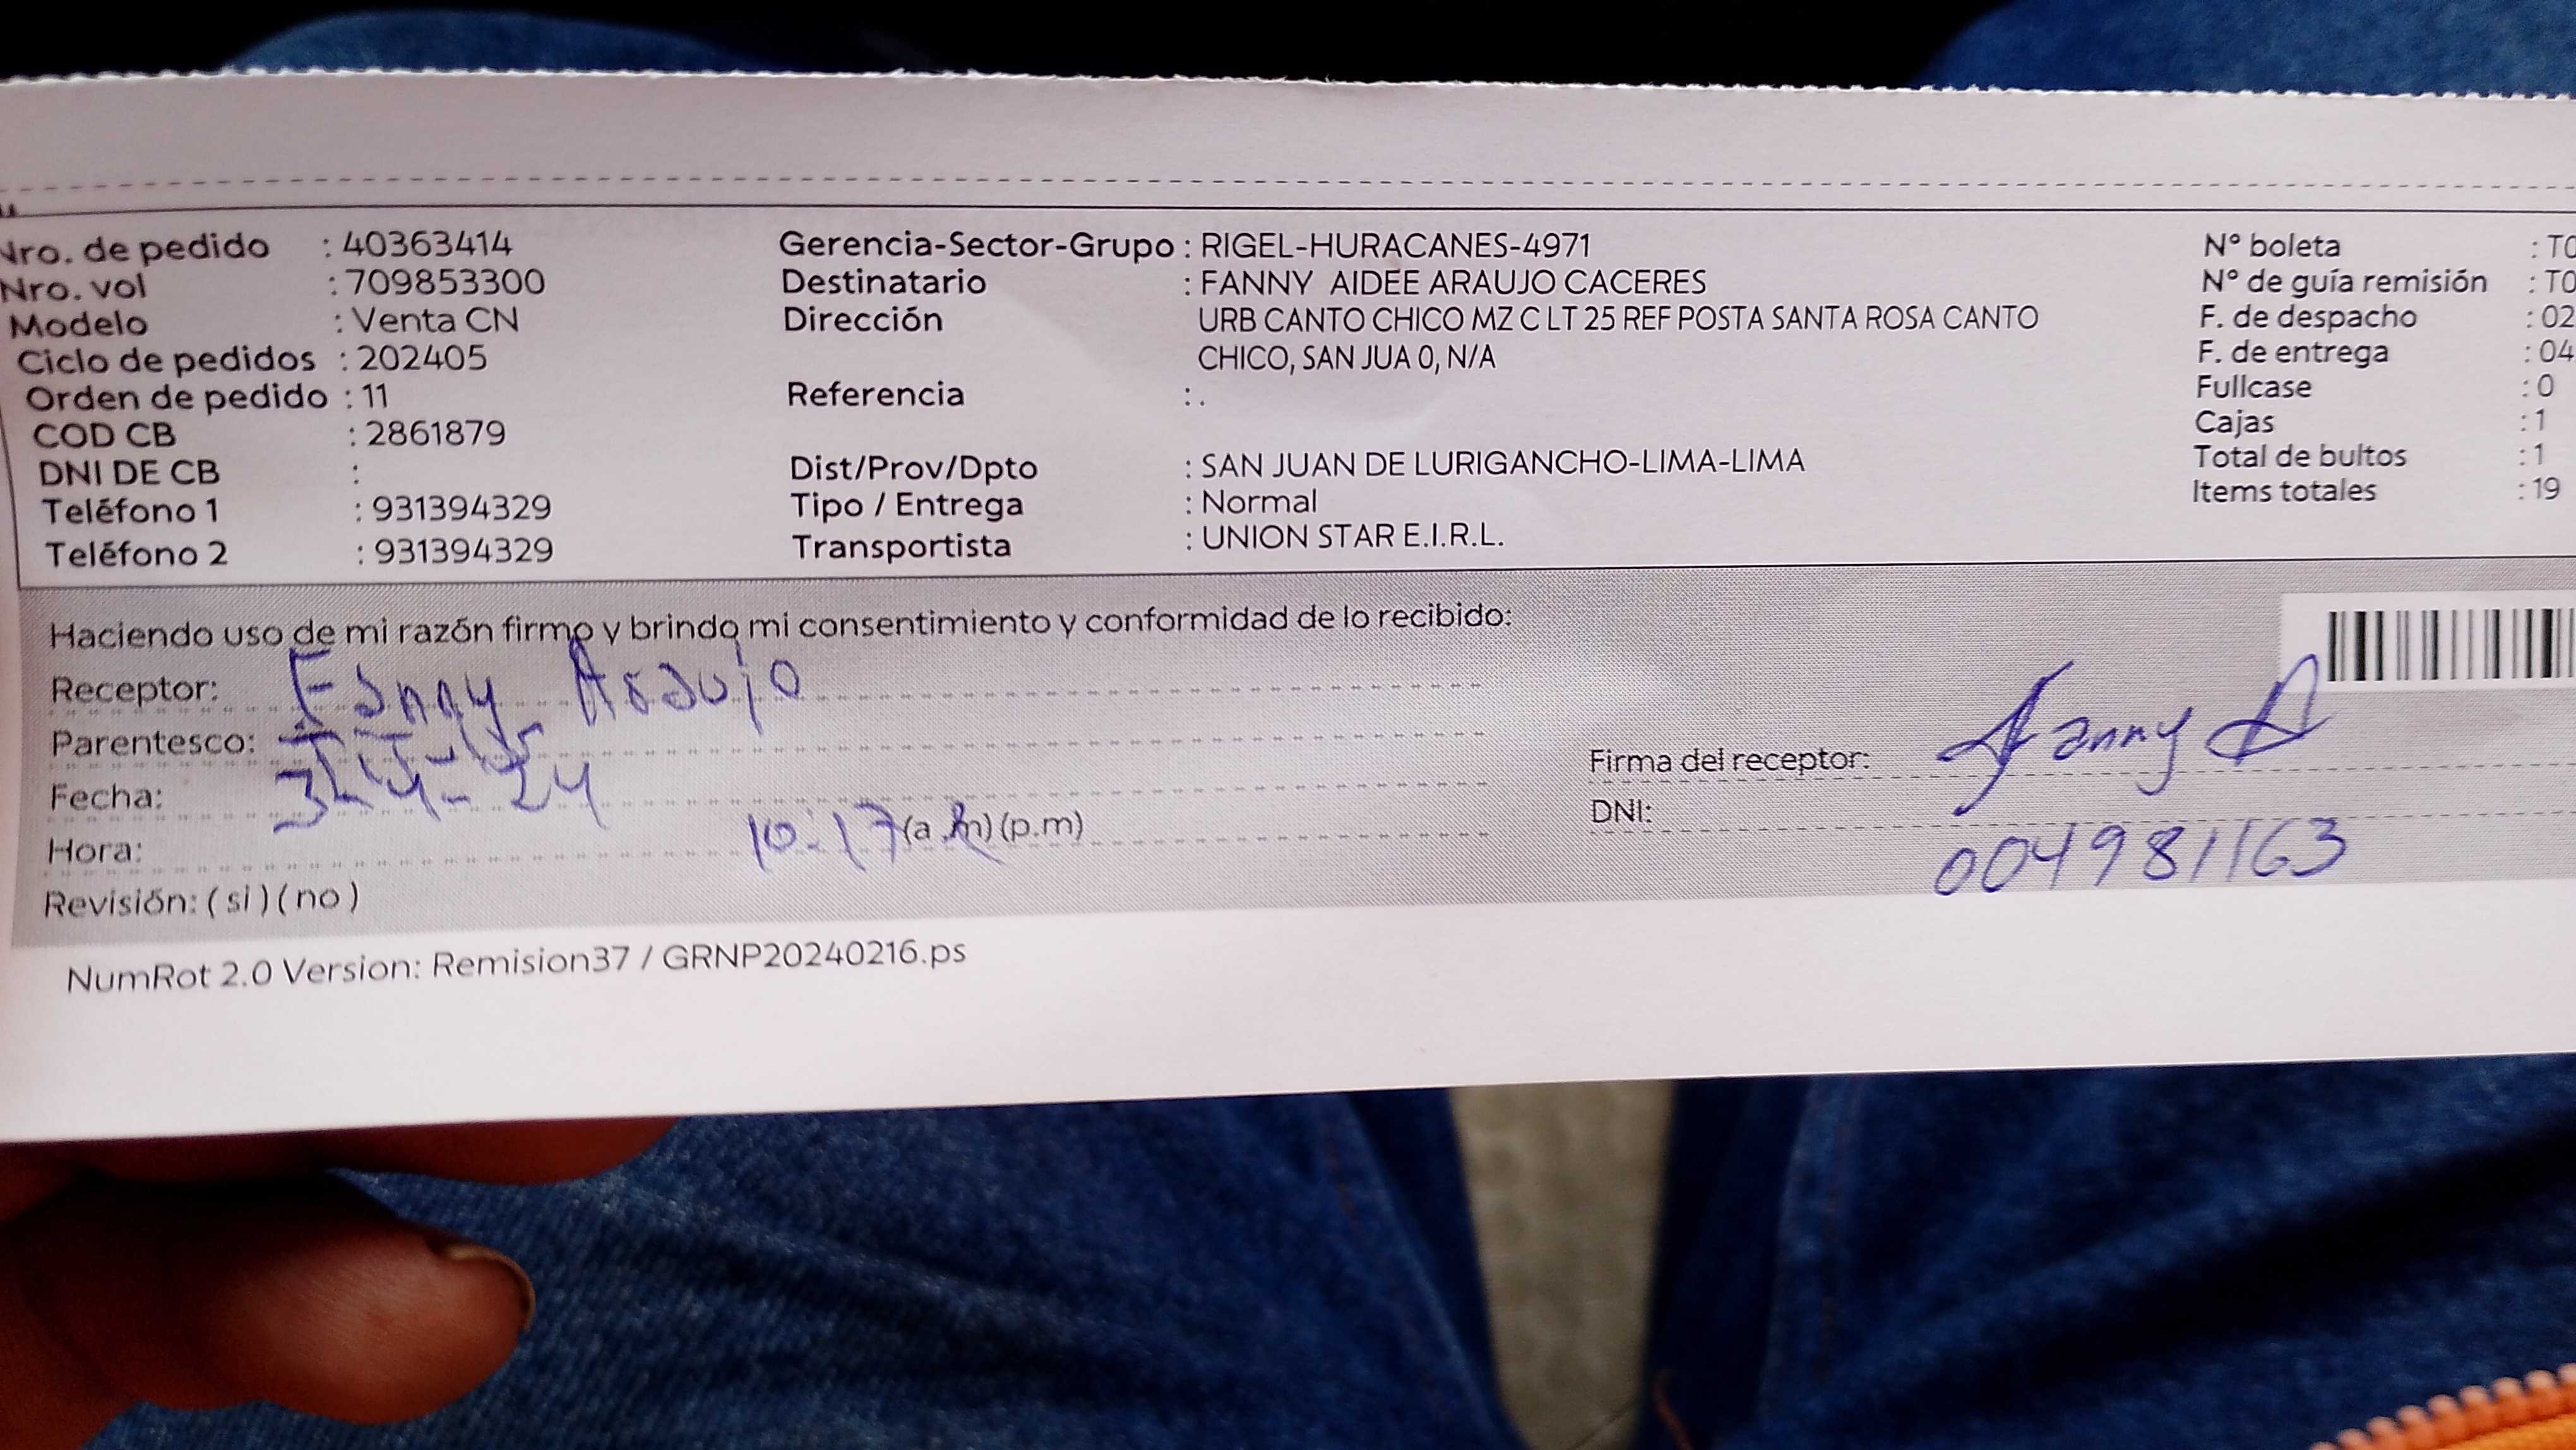 Nro. de pedido : 40363414
Nro. vol : 709853300
Modelo : Venta CN
Ciclo de pedidos : 202405
Orden de pedido : 11
COD CB : 2861879
DNI DE CB :
Teléfono 1 : 931394329
Teléfono 2 : 931394329
Gerencia-Sector-Grupo : RIGEL-HURACANES-4971
Destinatario : FANNY AIDEE ARAUJO CACERES
Dirección URB CANTO CHICO MZ C LT 25 REF POSTA SANTA ROSA CANTO
CHICO, SAN JUA 0, N/A
Referencia : .
Dist/Prov/Dpto : SAN JUAN DE LURIGANCHO-LIMA-LIMA
Tipo / Entrega : Normal
Transportista : UNION STAR E.I.R.L.
N° boleta : T0
N° de guía remisión : T0
F. de despacho : 02
F. de entrega : 04
Fullcase : 0
Cajas : 1
Total de bultos : 1
Items totales : 19
Haciendo uso de mi razón firmo y brindo mi consentimiento y conformidad de lo recibido:
Receptor: Fanny Araujo
Parentesco:
Fecha: 24
Hora: 10:17 (a.m) (p.m)
Revisión: ( si ) ( no )
Firma del receptor: Fanny A
DNI: 004981163
NumRot 2.0 Version: Remision37 / GRNP20240216.ps